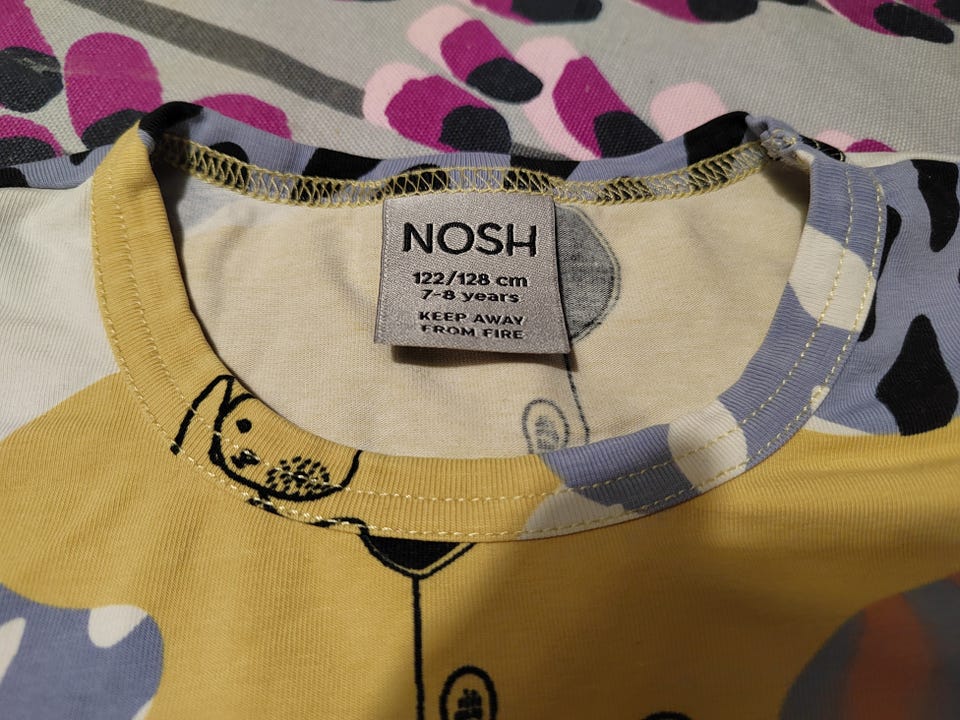 NOSH
122/128 cm
7-8 years
KEEP AWAY
FROM FIRE